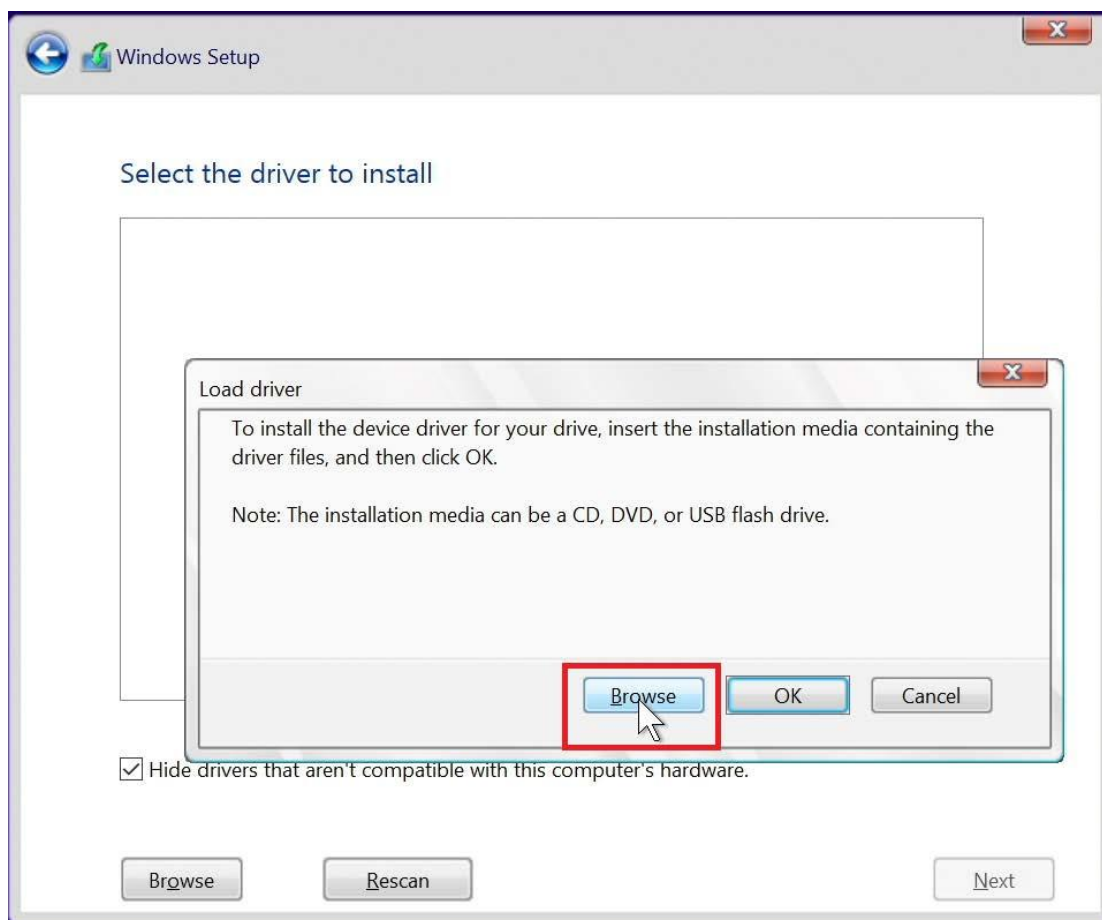 Windows Setup
Select the driver to install
Load driver
To install the device driver for your drive, insert the installation media containing the
driver files, and then click OK.
Note: The installation media can be a CD, DVD, or USB flash drive.
Browse OK Cancel
Hide drivers that aren't compatible with this computer's hardware.
Browse Rescan Next